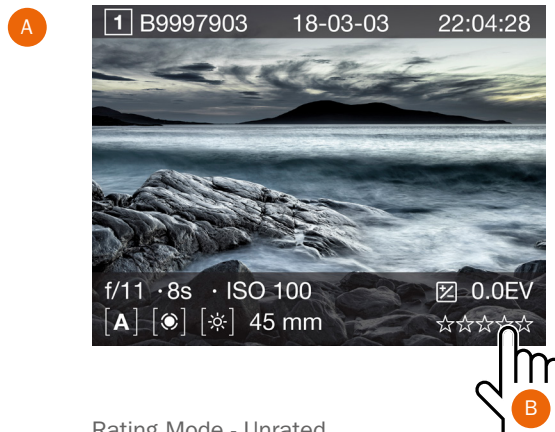 A
1 B9997903 18-03-03 22:04:28
f/11 ·8s · ISO 100 0.0EV
[A] 45 mm ☆☆☆☆☆
B
Rating Mode - Unrated